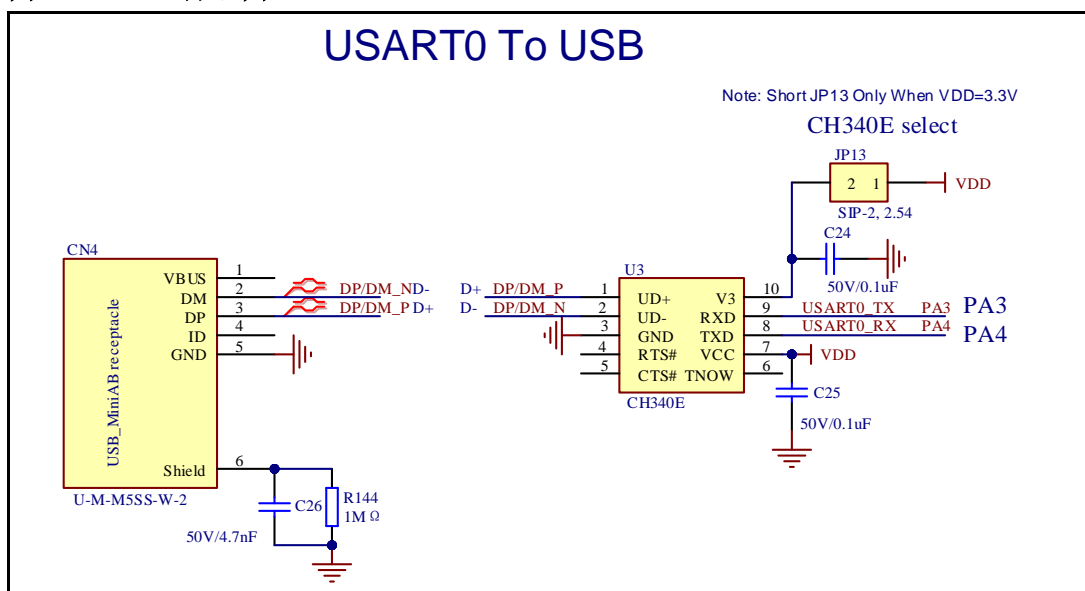 USART0 To USB
Note: Short JP13 Only When VDD=3.3V
CH340E select
JP13
2 1
VDD
SIP-2, 2.54
C24
50V/0.1uF
CN4
VBUS 1
DM 2 DP/DM_N D-
DP 3 DP/DM_P D+
ID 4
GND 5
USB_MiniAB receptacle
Shield 6
U-M-M5SS-W-2
C26
50V/4.7nF
R144
1MΩ
U3
D+ DP/DM_P 1 UD+ V3 10
D- DP/DM_N 2 UD- RXD 9 USART0_TX PA3 PA3
3 GND TXD 8 USART0_RX PA4 PA4
4 RTS# VCC 7 VDD
5 CTS# TNOW 6
CH340E
C25
50V/0.1uF